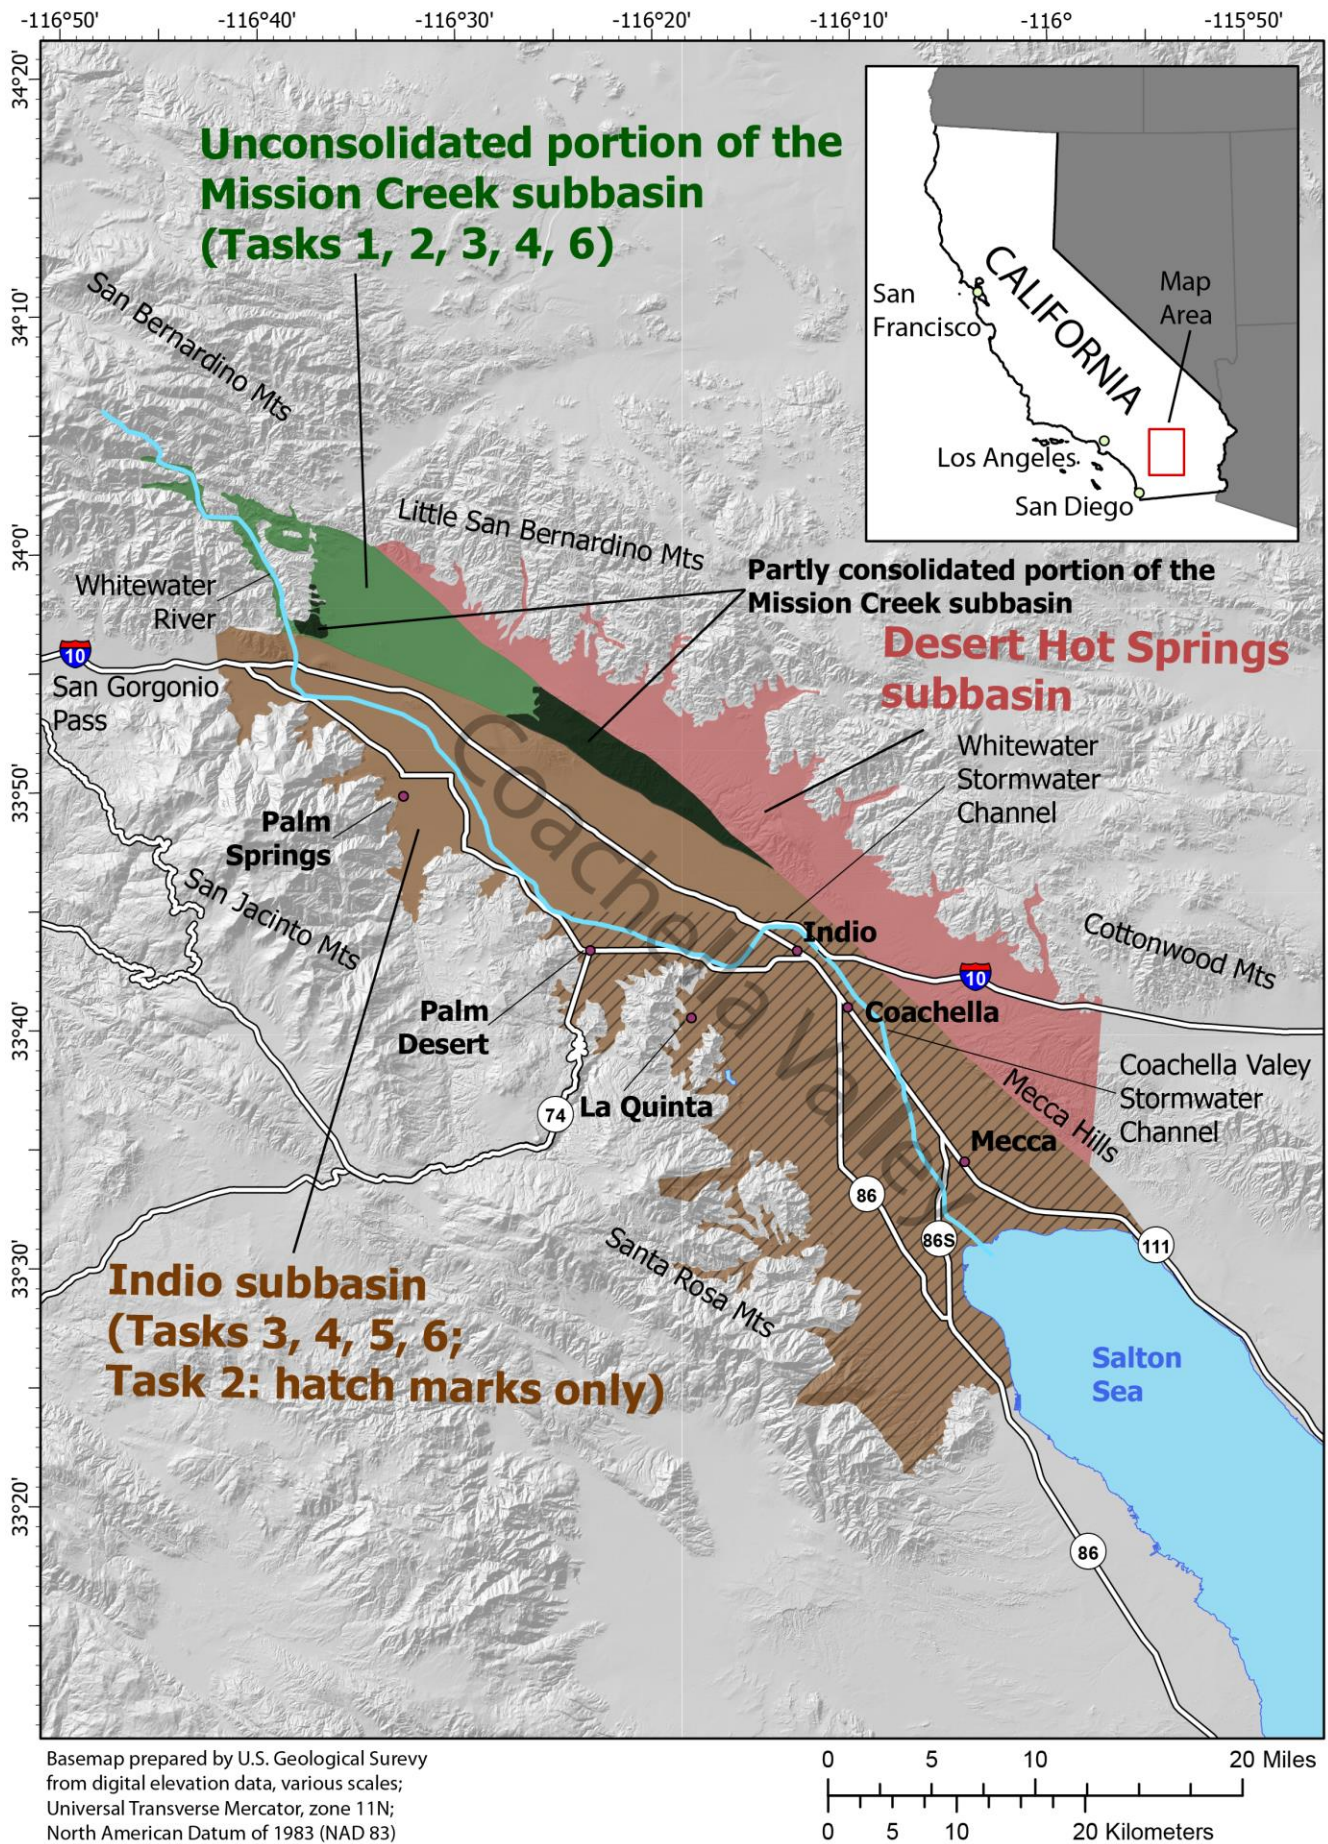 -116°50'
-116°40'
-116°30'
-116°20'
-116°10'
-116°
-115°50'
34°20'
34°10'
34°0'
33°50'
33°40'
33°30'
33°20'
Unconsolidated portion of the
Mission Creek subbasin
(Tasks 1, 2, 3, 4, 6)
San
Francisco
CALIFORNIA
Map
Area
Los Angeles
San Diego
San Bernardino Mts
Little San Bernardino Mts
Partly consolidated portion of the
Mission Creek subbasin
Whitewater
River
Desert Hot Springs
subbasin
10
San Gorgonio
Pass
Whitewater
Stormwater
Channel
Coachella Valley
Palm
Springs
San Jacinto Mts
Indio
Cottonwood Mts
10
Palm
Desert
Coachella
Mecca Hills
Coachella Valey
Stormwater
Channel
74
La Quinta
Mecca
86
86S
111
Santa Rosa Mts
Indio subbasin
(Tasks 3, 4, 5, 6;
Task 2: hatch marks only)
Salton
Sea
86
Basemap prepared by U.S. Geological Surevy
from digital elevation data, various scales;
Universal Transverse Mercator, zone 11N;
North American Datum of 1983 (NAD 83)
0 5 10 20 Miles
0 5 10 20 Kilometers